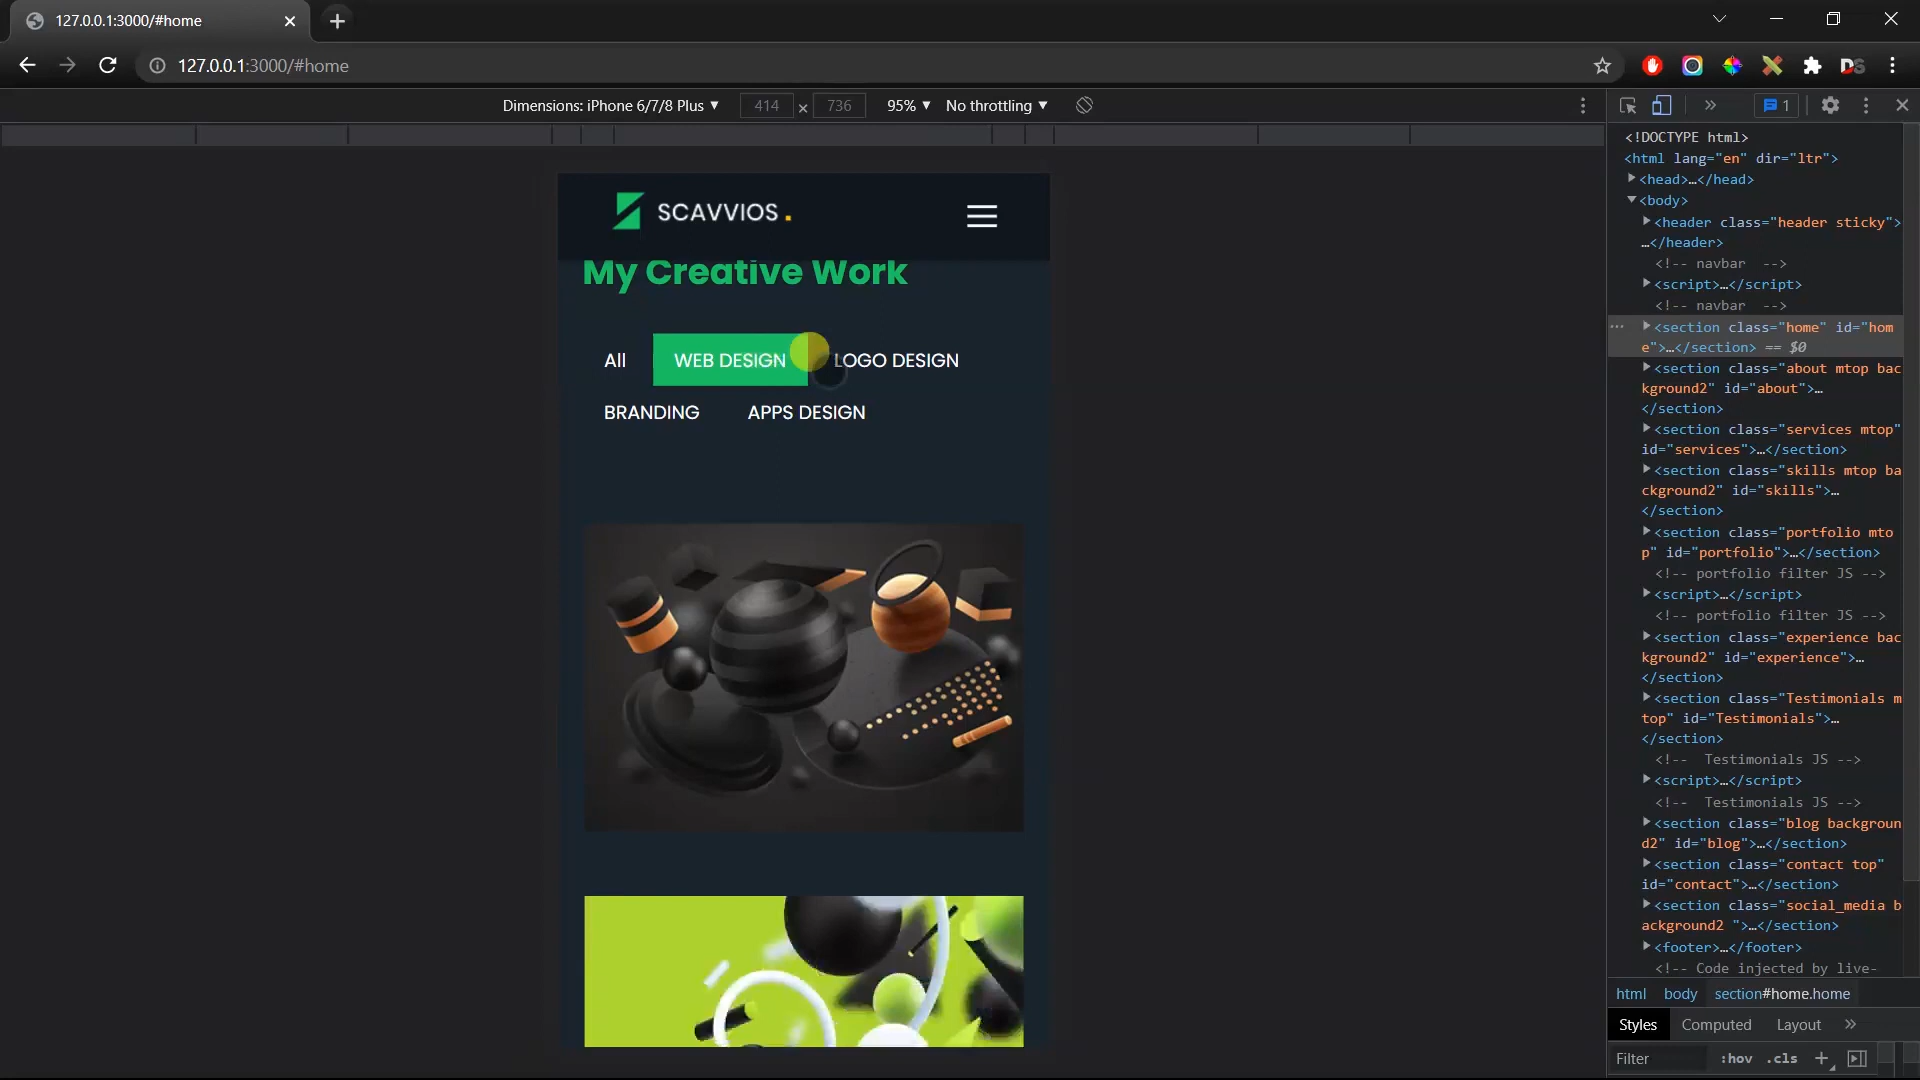 127.0.0.1:3000/#home
127.0.0.1:3000/#home
Dimensions: iPhone 6/7/8 Plus ▼ 414 × 736 95% ▼ No throttling ▼
1
SCAVVIOS .
My Creative Work
All WEB DESIGN LOGO DESIGN
BRANDING APPS DESIGN
<!DOCTYPE html>
<html lang="en" dir="ltr">
<head>…</head>
<body>
<header class="header sticky">
…</header>
<!-- navbar -->
<script>…</script>
<!-- navbar -->
<section class="home" id="hom
e">…</section> == $0
<section class="about mtop bac
kground2" id="about">…
</section>
<section class="services mtop"
id="services">…</section>
<section class="skills mtop ba
ckground2" id="skills">…
</section>
<section class="portfolio mto
p" id="portfolio">…</section>
<!-- portfolio filter JS -->
<script>…</script>
<!-- portfolio filter JS -->
<section class="experience bac
kground2" id="experience">…
</section>
<section class="Testimonials m
top" id="Testimonials">…
</section>
<!-- Testimonials JS -->
<script>…</script>
<!-- Testimonials JS -->
<section class="blog backgroun
d2" id="blog">…</section>
<section class="contact top"
id="contact">…</section>
<section class="social_media b
ackground2 ">…</section>
<footer>…</footer>
<!-- Code injected by live-
html body section#home.home
Styles Computed Layout »
Filter :hov .cls +